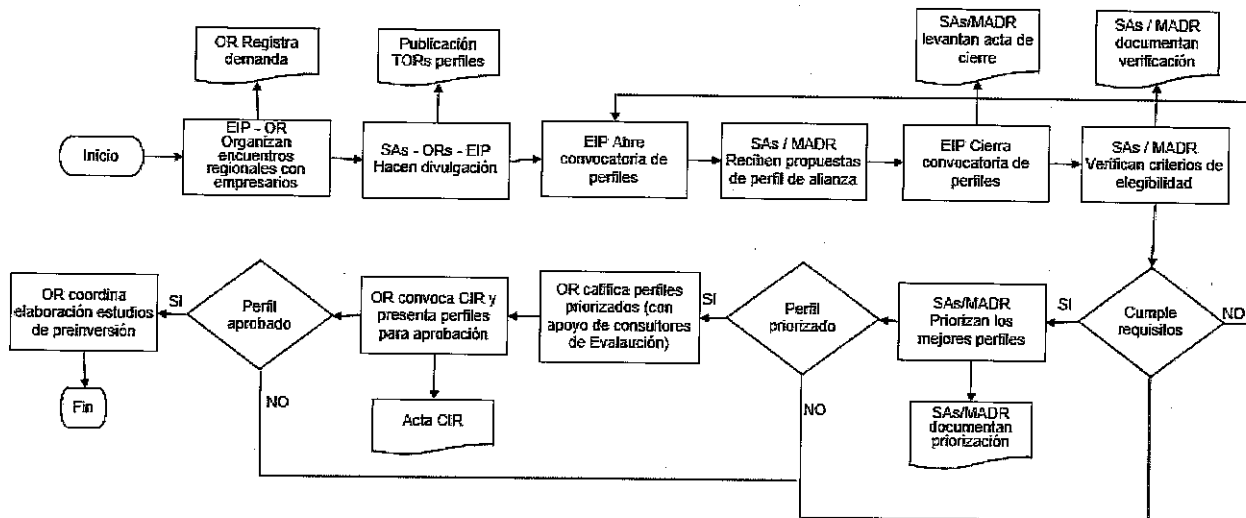 OR Registra
demanda
Publicación
TORs perfiles
SAs/MADR
levantan acta de
cierre
SAs / MADR
documentan
verificación
Inicio
EIP - OR
Organizan
encuentros
regionales con
empresarios
SAs - ORs - EIP
Hacen divulgación
EIP Abre
convocatoria de
perfiles
SAs / MADR
Reciben propuestas
de perfil de alianza
EIP Cierra
convocatoria de
perfiles
SAs / MADR
Verifican criterios de
elegibilidad
OR coordina
elaboración estudios
de preinversión
SI
Perfil
aprobado
OR convoca CIR y
presenta perfiles
para aprobación
OR califica perfiles
priorizados (con
apoyo de consultores
de Evalaución)
SI
Perfil
priorizado
SAs/MADR
Priorizan los
mejores perfiles
SI
Cumple
requisitos
NO
Fin
NO
Acta CIR
NO
SAs/MADR
documentan
priorización